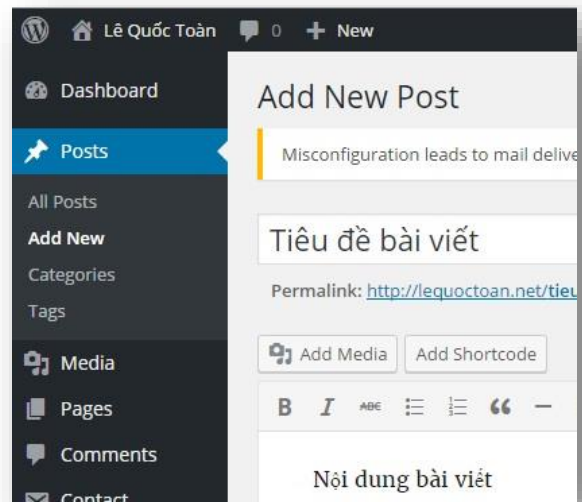 Lê Quốc Toàn 0 + New
Dashboard
Posts
All Posts
Add New
Categories
Tags
Media
Pages
Comments
Contact
Add New Post
Misconfiguration leads to mail delive
Tiêu đề bài viết
Permalink: http://lequoctoan.net/tieu
Add Media Add Shortcode
B I ABC
Nội dung bài viết